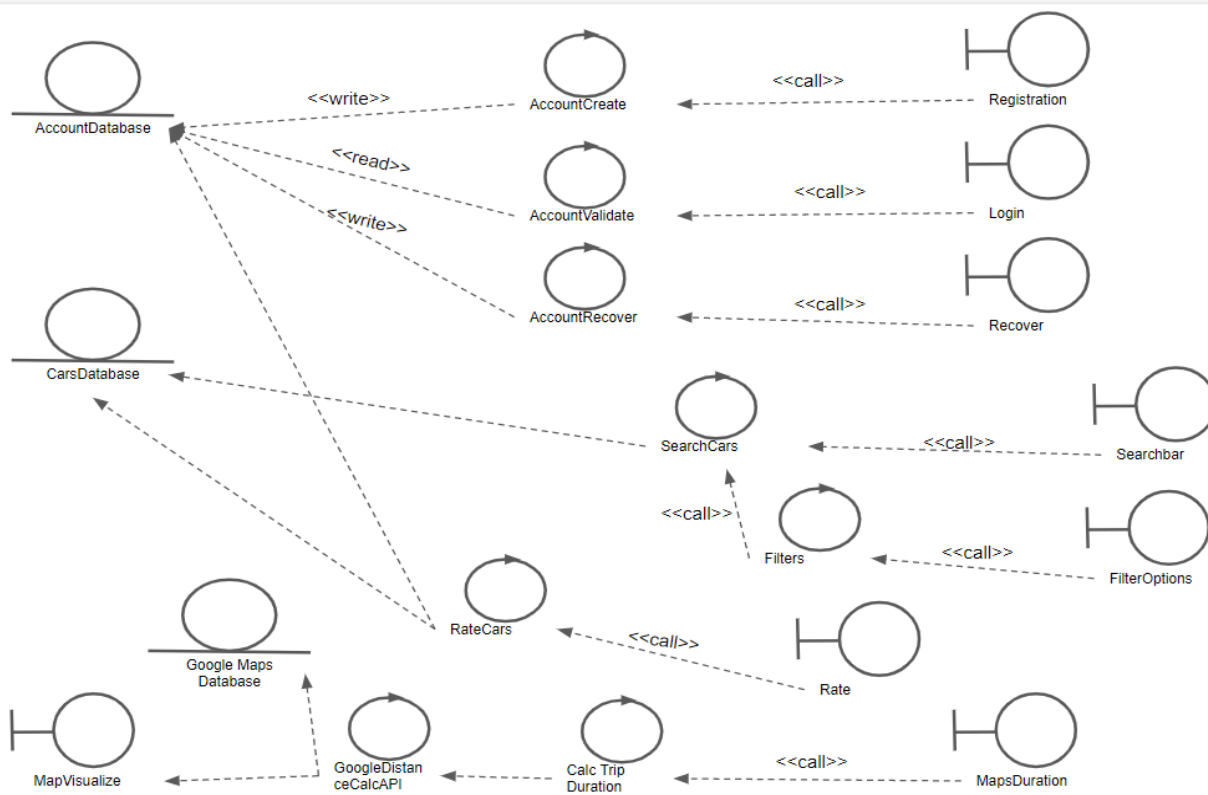 <<call>>
AccountCreate
Registration
<<write>>
AccountDatabase
<<read>>
<<call>>
AccountValidate
Login
<<write>>
<<call>>
AccountRecover
Recover
CarsDatabase
SearchCars
<<call>>
Searchbar
<<call>>
Filters
<<call>>
FilterOptions
RateCars
<<call>>
Rate
Google Maps
Database
MapVisualize
GoogleDistan
ceCalcAPI
Calc Trip
Duration
<<call>>
MapsDuration